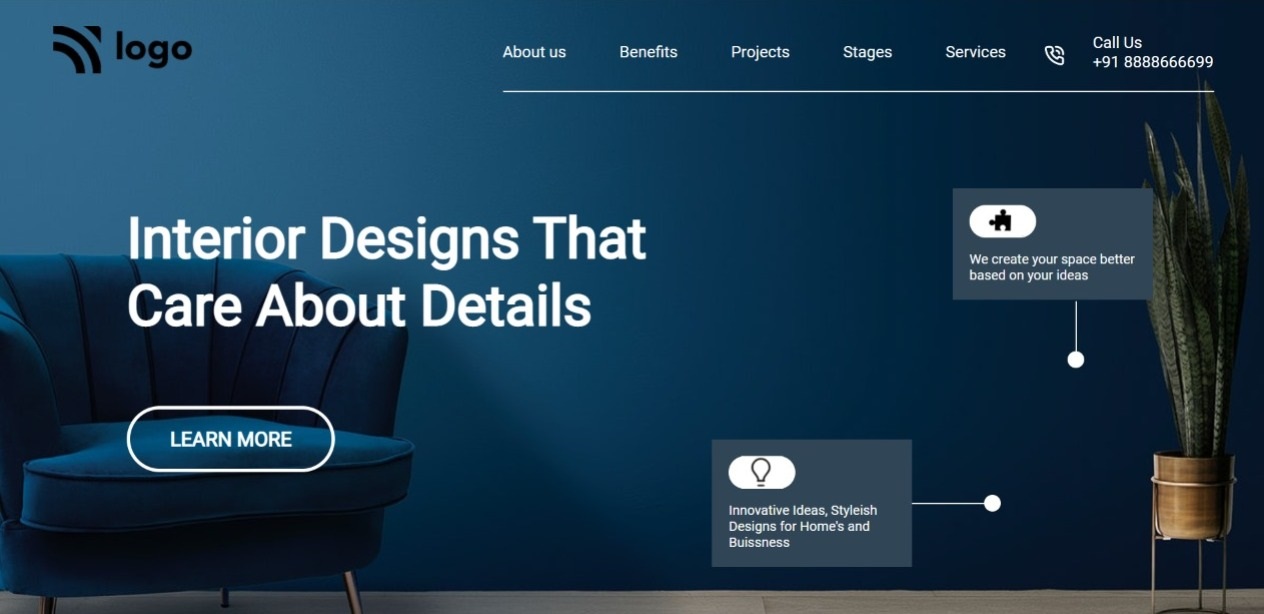 logo
About us
Benefits
Projects
Stages
Services
Call Us
+91 8888666699
Interior Designs That
Care About Details
LEARN MORE
We create your space better
based on your ideas
Innovative Ideas, Styleish
Designs for Home's and
Buissness